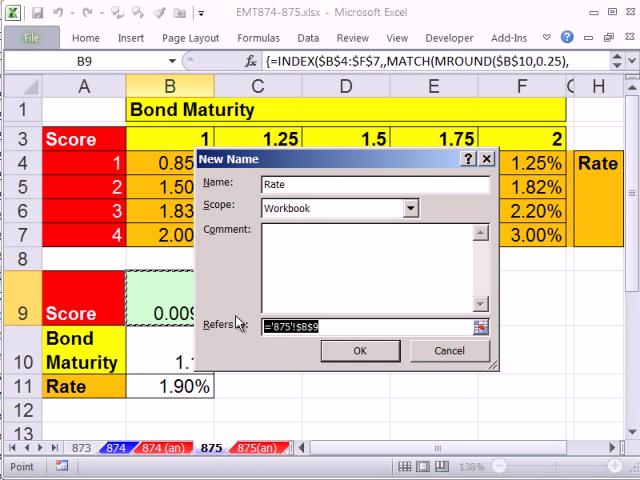 EMT874-875.xlsx - Microsoft Excel
File Home Insert Page Layout Formulas Data Review View Developer Add-Ins
B9 fx {=INDEX($B$4:$F$7,,MATCH(MROUND($B$10,0.25),
A B C D E F H
1 Bond Maturity
3 Score 1 1.25 1.5 1.75 2
4 1 0.85 1.25% Rate
5 2 1.50 1.82%
6 3 1.83 2.20%
7 4 2.00 3.00%
8
9 Score 0.009
10 Bond Maturity 1.
11 Rate 1.90%
12
13
New Name
Name: Rate
Scope: Workbook
Comment:
Refers to: ='875'!$B$9
OK Cancel
873 874 874 (an) 875 875(an)
Point 138%